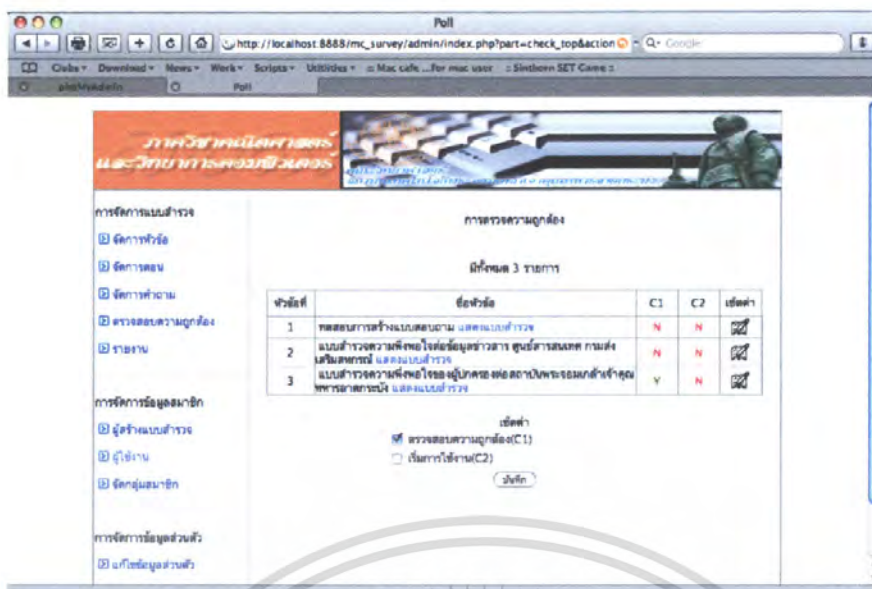 Poll
http://localhost:8888/mc_survey/admin/index.php?part=check_top&action
Google
Clubs Download News Work Scripts Utilities :: Mac cafe ...For mac user :: Sinthorn SET Game ::
phpMyAdmin Poll
ภาควิชาคณิตศาสตร์
และวิทยาการคอมพิวเตอร์
การจัดการแบบสำรวจ
จัดการหัวข้อ
จัดการตอน
จัดการคำถาม
ตรวจสอบความถูกต้อง
รายงาน
การจัดการข้อมูลสมาชิก
ผู้สร้างแบบสำรวจ
ผู้ใช้งาน
จัดกลุ่มสมาชิก
การจัดการข้อมูลส่วนตัว
แก้ไขข้อมูลส่วนตัว
การตรวจความถูกต้อง
มีทั้งหมด 3 รายการ
หัวข้อที่ ชื่อหัวข้อ C1 C2 เซ็ตค่า
1 ทดสอบการสร้างแบบสอบถาม แสดงแบบสำรวจ N N
2 แบบสำรวจความพึงพอใจต่อข้อมูลข่าวสาร ศูนย์สารสนเทศ กรมส่ง
เสริมสหกรณ์ แสดงแบบสำรวจ N N
3 แบบสำรวจความพึงพอใจของผู้ปกครองต่อสถาบันพระจอมเกล้าเจ้าคุณ
ทหารลาดกระบัง แสดงแบบสำรวจ Y N
เซ็ตค่า
ตรวจสอบความถูกต้อง(C1)
เริ่มการใช้งาน(C2)
บันทึก